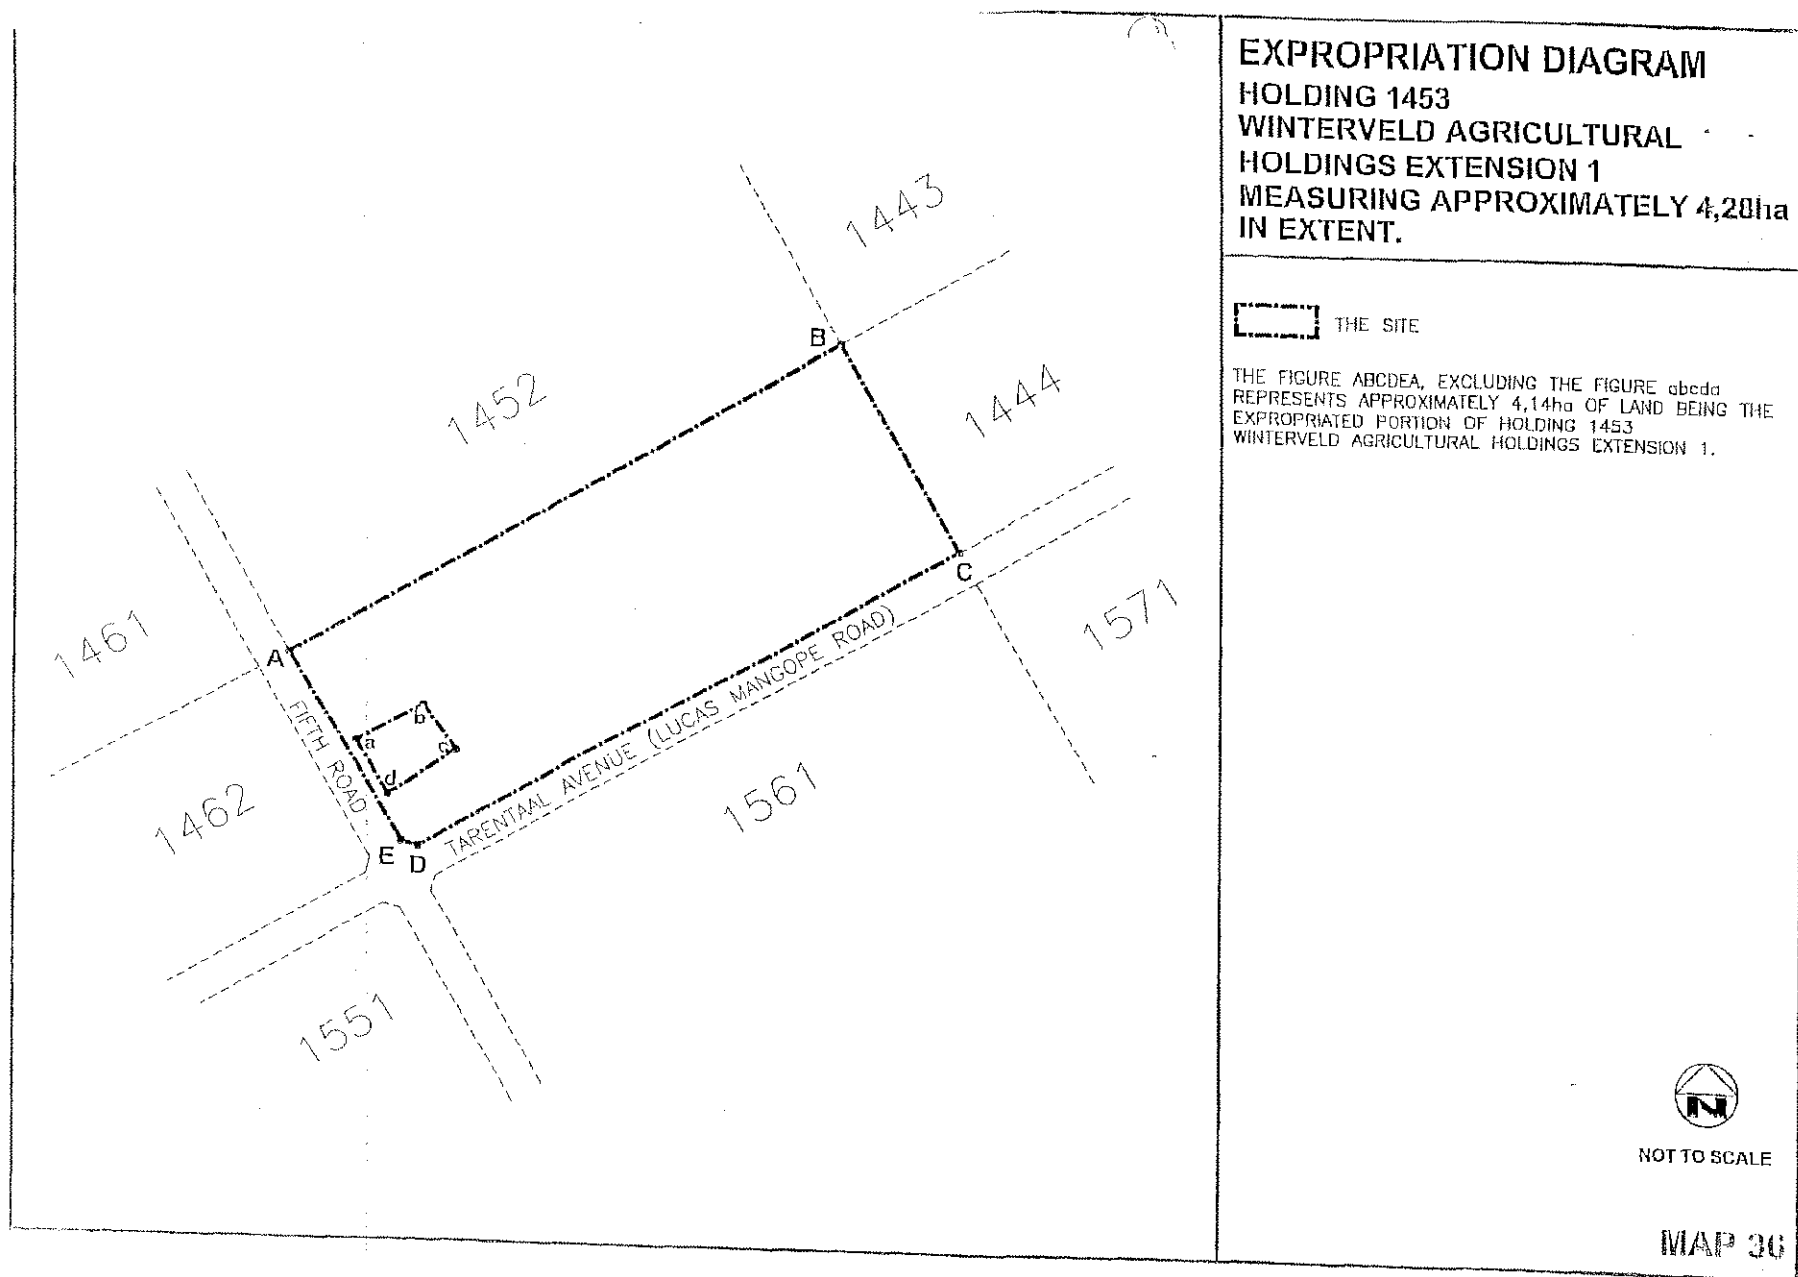 EXPROPRIATION DIAGRAM
HOLDING 1453
WINTERVELD AGRICULTURAL
HOLDINGS EXTENSION 1
MEASURING APPROXIMATELY 4,28ha
IN EXTENT.
THE SITE
THE FIGURE ABCDEA, EXCLUDING THE FIGURE abcda
REPRESENTS APPROXIMATELY 4,14ha OF LAND BEING THE
EXPROPRIATED PORTION OF HOLDING 1453
WINTERVELD AGRICULTURAL HOLDINGS EXTENSION 1.
1443
B
1452
1444
C
1461
A
1571
FIFTH ROAD
b
a
c
d
TARENTAAL AVENUE (LUCAS MANGOPE ROAD)
1462
1561
E
D
1551
N
NOT TO SCALE
MAP 36